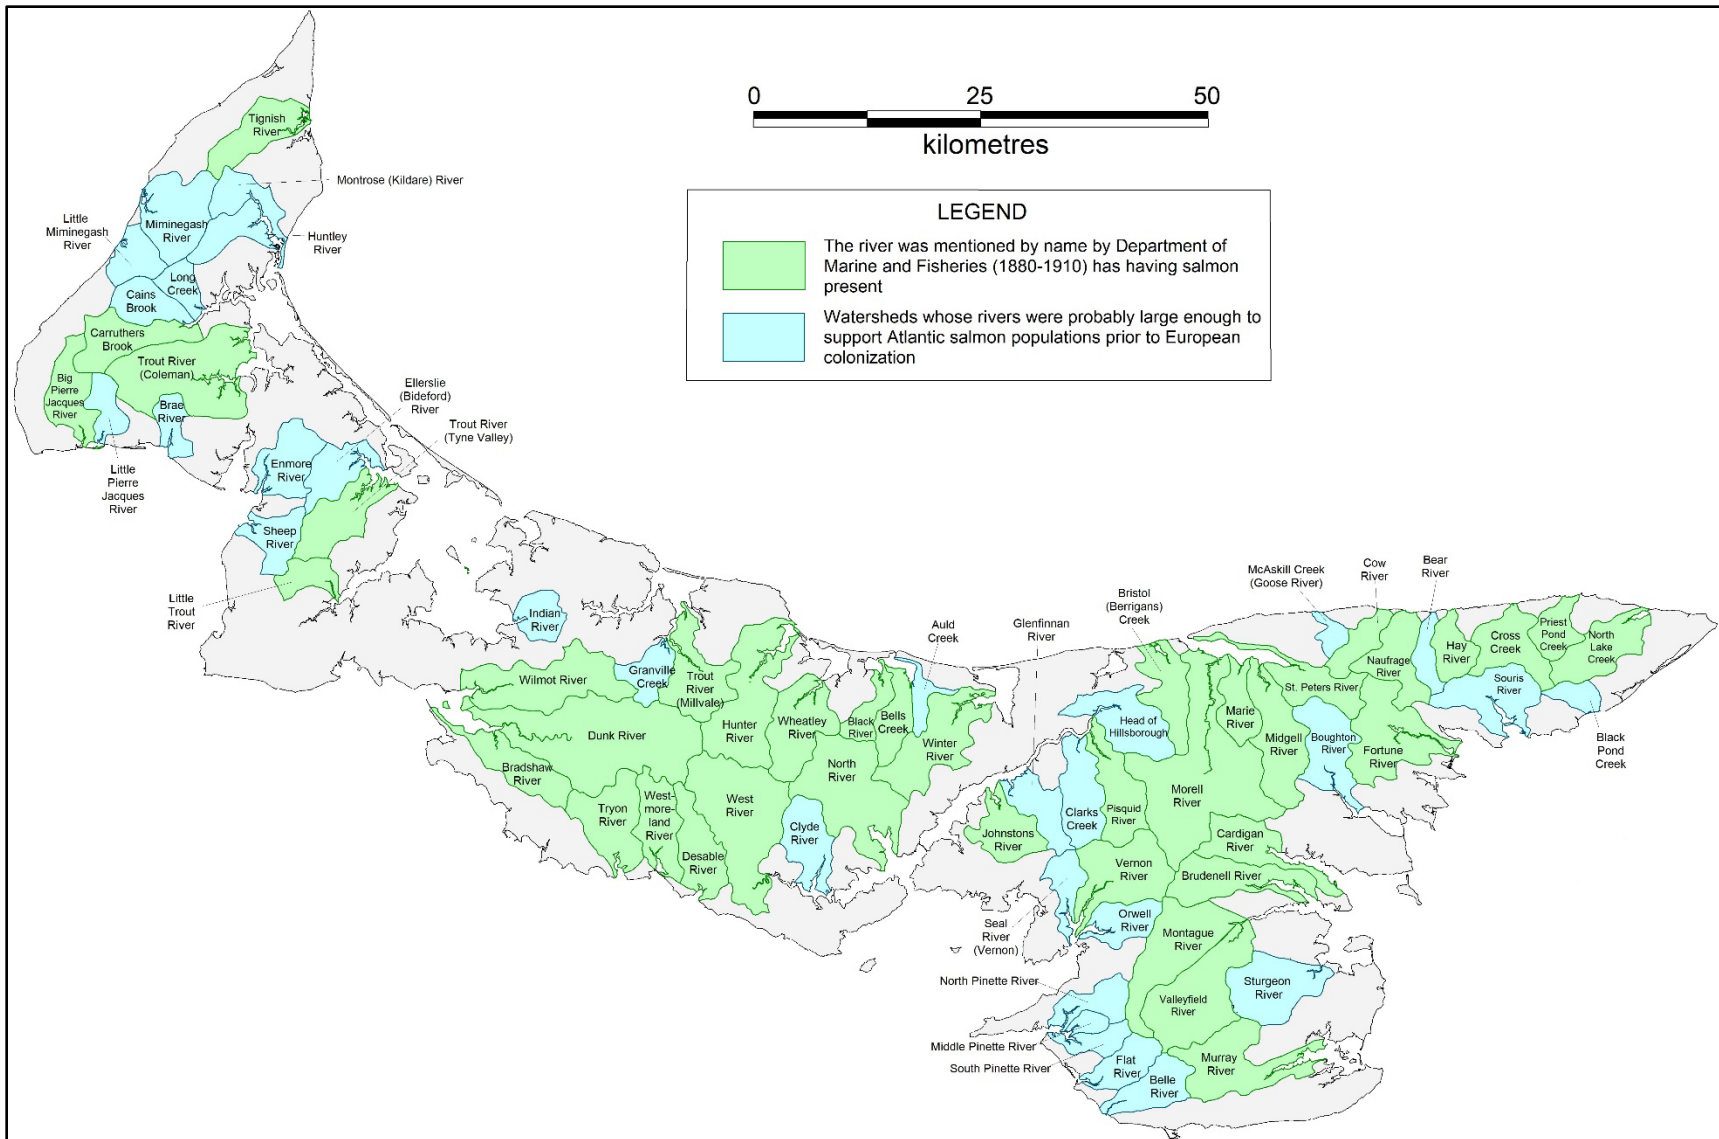 0 25 50
kilometres
LEGEND
The river was mentioned by name by Department of
Marine and Fisheries (1880-1910) has having salmon
present
Watersheds whose rivers were probably large enough to
support Atlantic salmon populations prior to European
colonization
Tignish
River
Montrose (Kildare) River
Little
Miminegash
River
Miminegash
River
Huntley
River
Long
Creek
Cains
Brook
Carruthers
Brook
Trout River
(Coleman)
Big
Pierre
Jacques
River
Brae
River
Little
Pierre
Jacques
River
Ellerslie
(Bideford)
River
Trout River
(Tyne Valley)
Enmore
River
Sheep
River
Little
Trout
River
Indian
River
Granville
Creek
Wilmot River
Trout
River
(Millvale)
Dunk River
Hunter
River
Wheatley
River
Black
River
Bells
Creek
Auld
Creek
Winter
River
Bradshaw
River
Tryon
River
West-
more-
land
River
Desable
River
West
River
North
River
Clyde
River
Glenfinnan
River
Bristol
(Berrigans)
Creek
McAskill Creek
(Goose River)
Cow
River
Bear
River
Hay
River
Cross
Creek
Priest
Pond
Creek
North
Lake
Creek
Naufrage
River
St. Peters River
Souris
River
Black
Pond
Creek
Head of
Hillsborough
Marie
River
Midgell
River
Boughton
River
Fortune
River
Morell
River
Johnstons
River
Clarks
Creek
Pisquid
River
Cardigan
River
Vernon
River
Brudenell River
Seal
River
(Vernon)
Orwell
River
Montague
River
Sturgeon
River
Valleyfield
River
North Pinette River
Middle Pinette River
South Pinette River
Flat
River
Belle
River
Murray
River